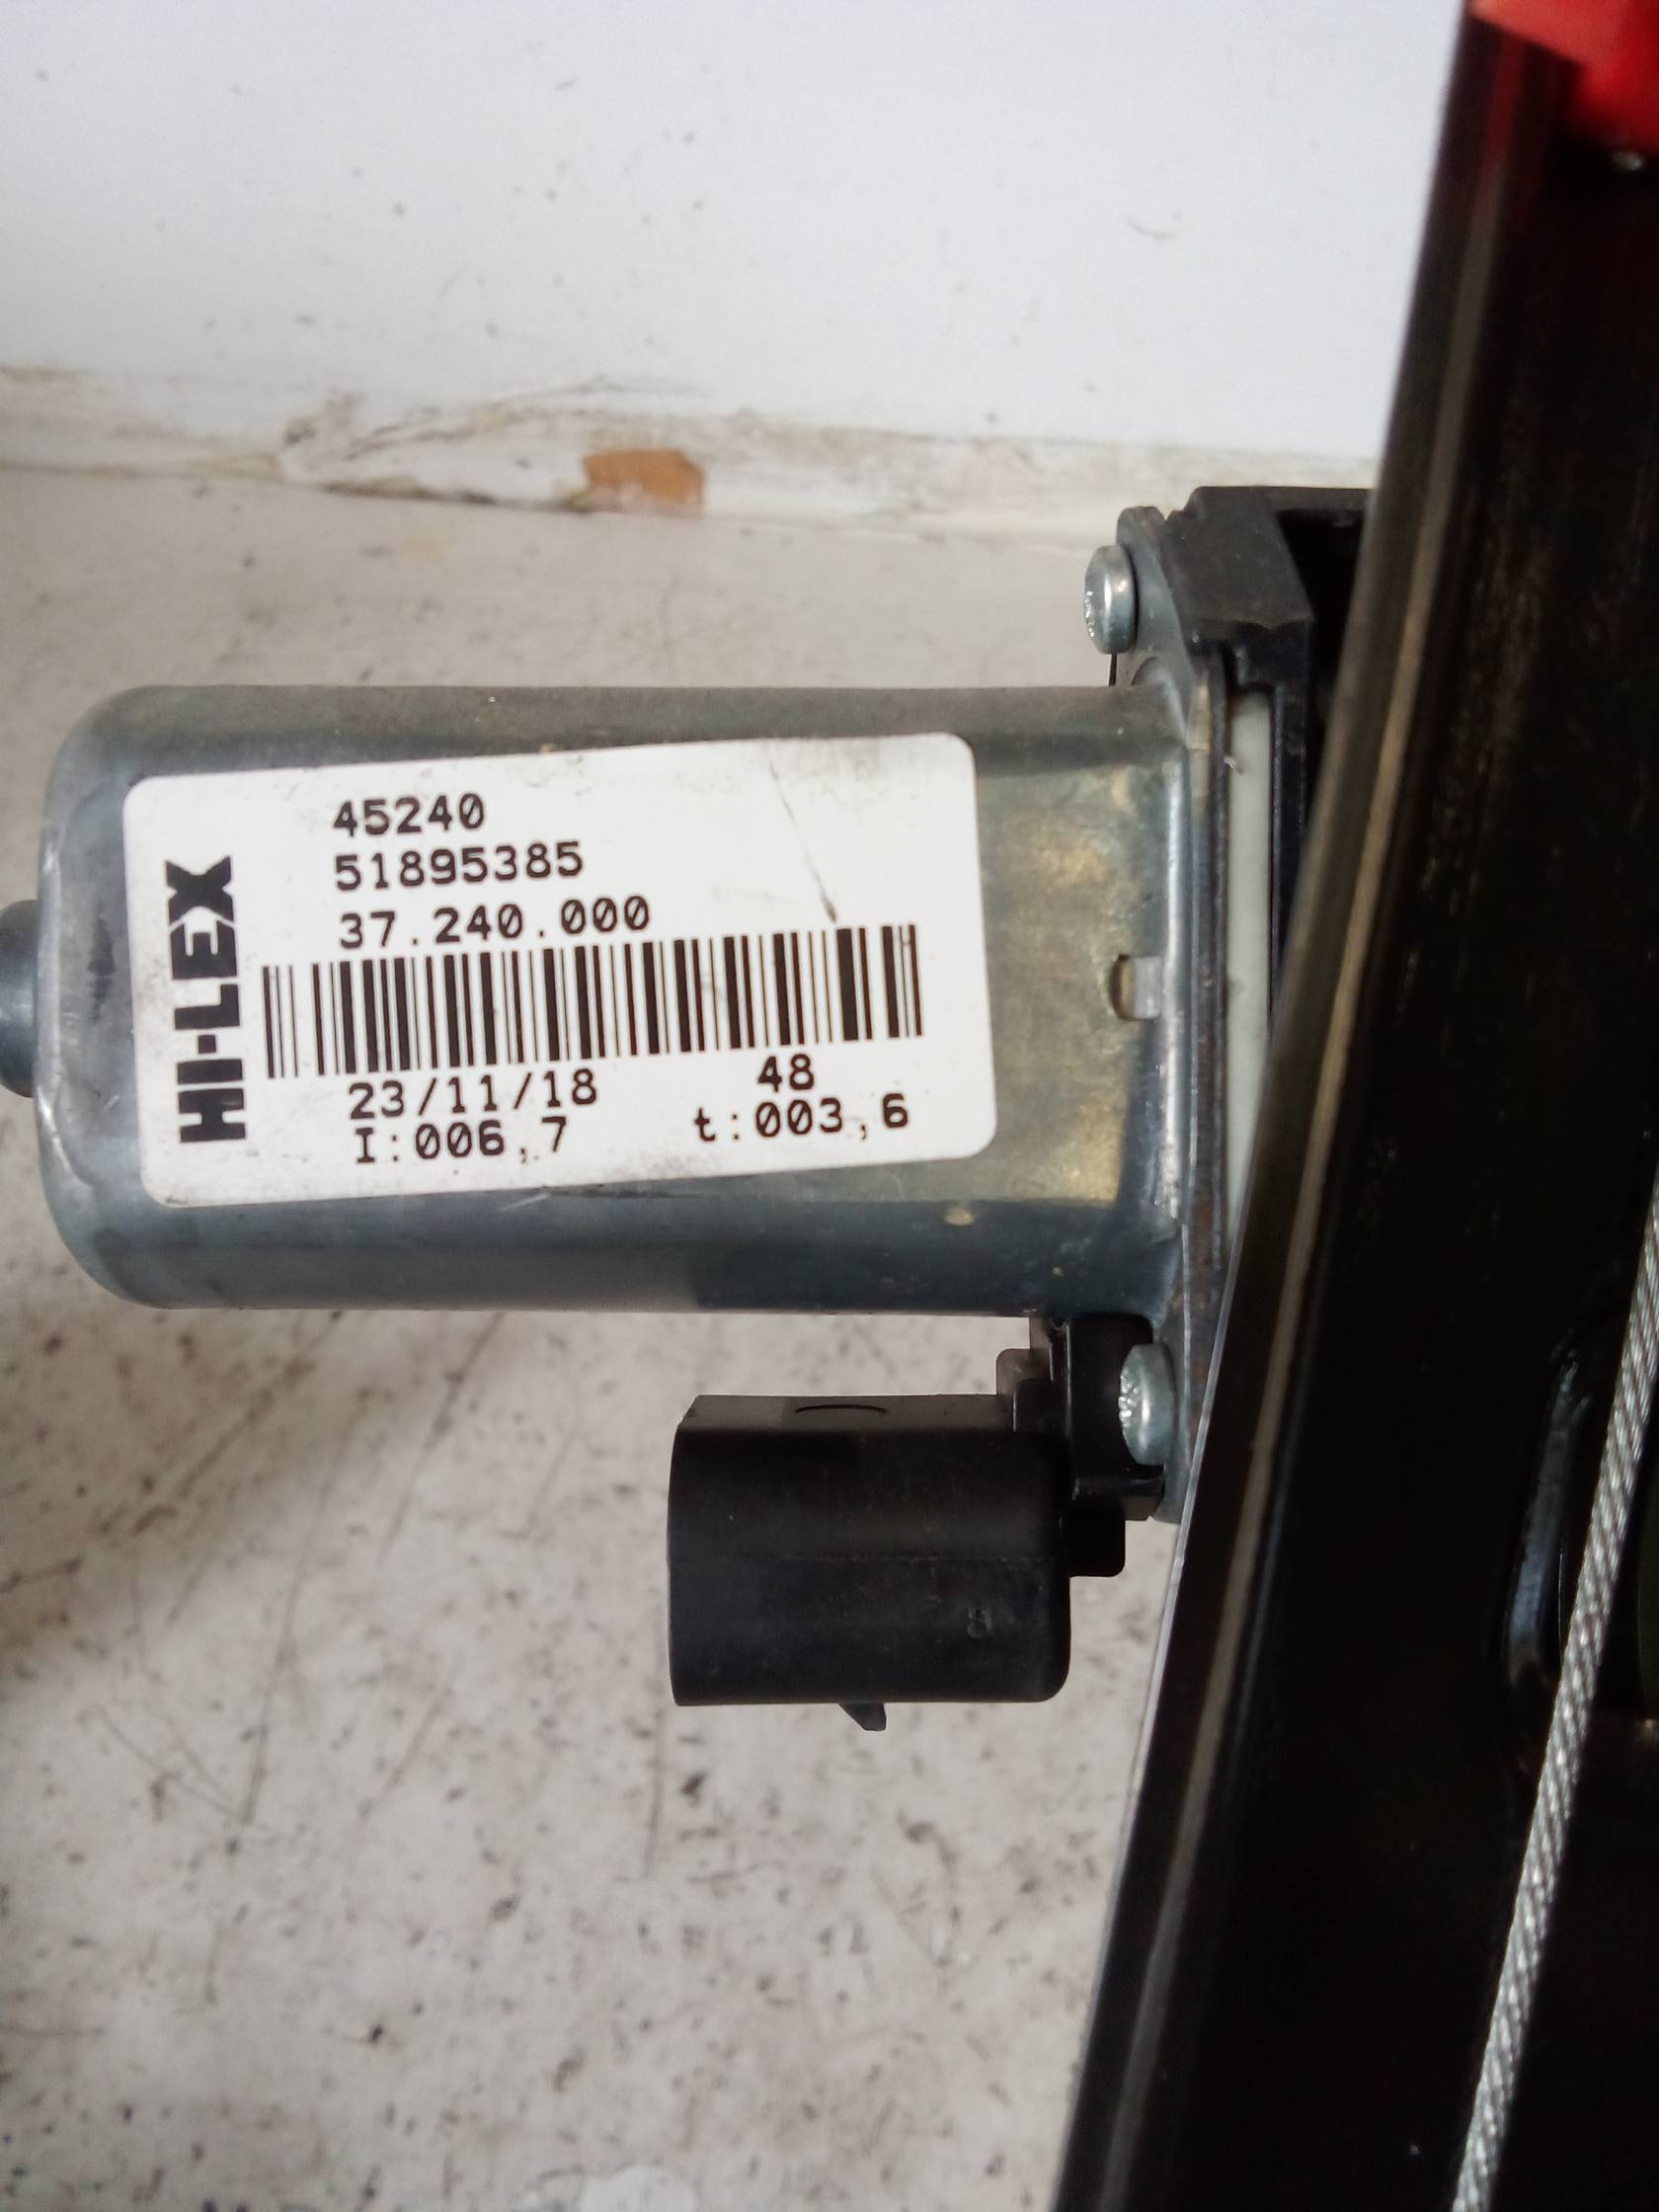 HI-LEX
45240
51895385
37.240.000
23/11/18 48
I:006,7 t:003,6